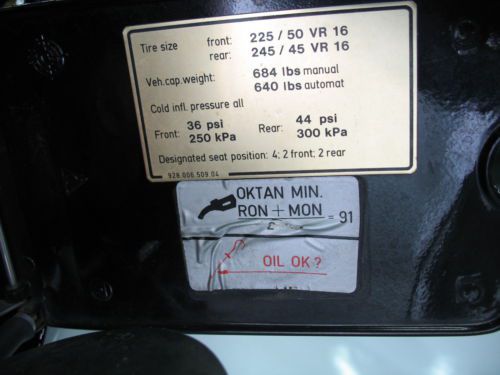 Tire size front: 225 / 50 VR 16
rear: 245 / 45 VR 16
Veh.cap.weight: 684 lbs manual
640 lbs automat
Cold infl. pressure all
Front: 36 psi Rear: 44 psi
250 kPa 300 kPa
Designated seat position: 4; 2 front; 2 rear
928.006.509.04
OKTAN MIN.
RON+MON = 91
2
OIL OK?